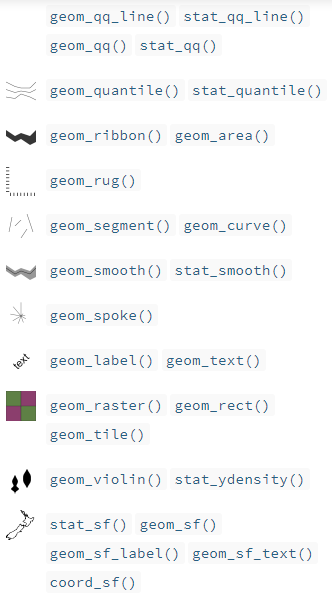 geom_qq_line() stat_qq_line()
geom_qq() stat_qq()
geom_quantile() stat_quantile()
geom_ribbon() geom_area()
geom_rug()
geom_segment() geom_curve()
geom_smooth() stat_smooth()
geom_spoke()
text geom_label() geom_text()
geom_raster() geom_rect()
geom_tile()
geom_violin() stat_ydensity()
stat_sf() geom_sf()
geom_sf_label() geom_sf_text()
coord_sf()